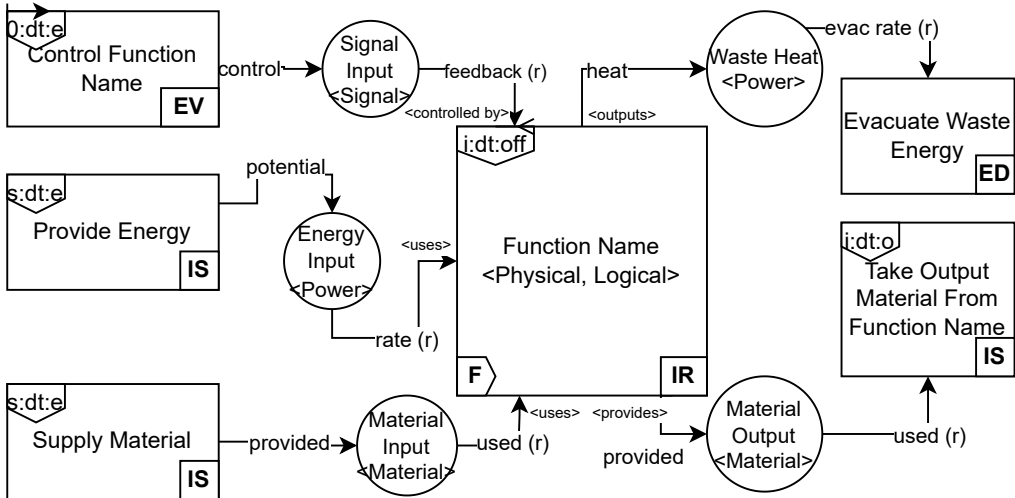 0:dt:e
Control Function
Name
EV
control
Signal
Input
<Signal>
feedback (r)
<controlled by>
heat
<outputs>
Waste Heat
<Power>
evac rate (r)
Evacuate Waste
Energy
ED
s:dt:e
Provide Energy
IS
potential
Energy
Input
<Power>
rate (r)
<uses>
i:dt:off
Function Name
<Physical, Logical>
F
IR
i:dt:o
Take Output
Material From
Function Name
IS
s:dt:e
Supply Material
IS
provided
Material
Input
<Material>
used (r)
<uses>
<provides>
provided
Material
Output
<Material>
used (r)